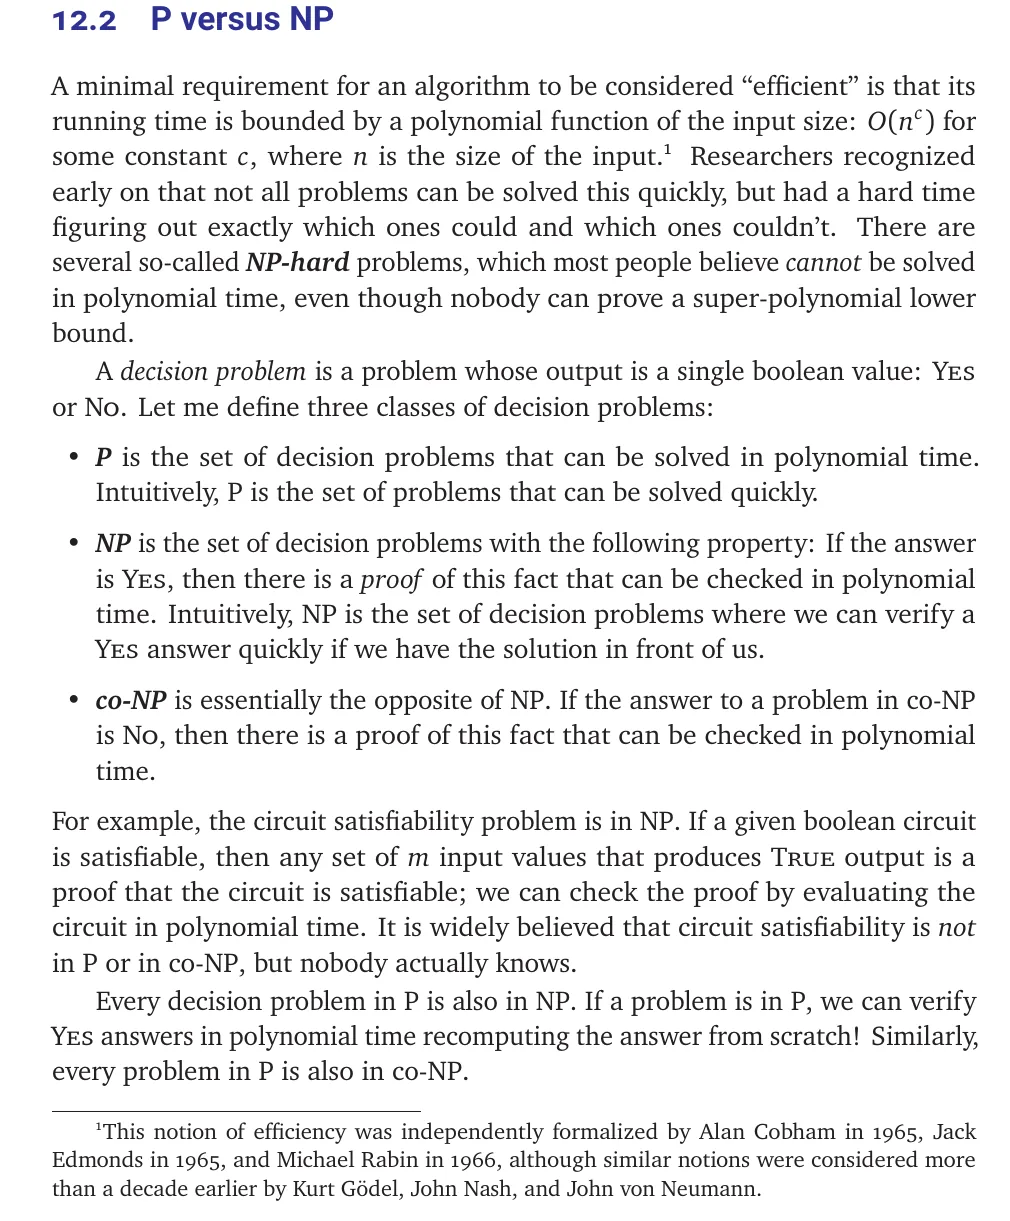 12.2 P versus NP
A minimal requirement for an algorithm to be considered “efficient” is that its
running time is bounded by a polynomial function of the input size: O(nᶜ) for
some constant c, where n is the size of the input.¹ Researchers recognized
early on that not all problems can be solved this quickly, but had a hard time
figuring out exactly which ones could and which ones couldn’t. There are
several so-called NP-hard problems, which most people believe cannot be solved
in polynomial time, even though nobody can prove a super-polynomial lower
bound.
A decision problem is a problem whose output is a single boolean value: Yes
or No. Let me define three classes of decision problems:
• P is the set of decision problems that can be solved in polynomial time.
Intuitively, P is the set of problems that can be solved quickly.
• NP is the set of decision problems with the following property: If the answer
is Yes, then there is a proof of this fact that can be checked in polynomial
time. Intuitively, NP is the set of decision problems where we can verify a
Yes answer quickly if we have the solution in front of us.
• co-NP is essentially the opposite of NP. If the answer to a problem in co-NP
is No, then there is a proof of this fact that can be checked in polynomial
time.
For example, the circuit satisfiability problem is in NP. If a given boolean circuit
is satisfiable, then any set of m input values that produces True output is a
proof that the circuit is satisfiable; we can check the proof by evaluating the
circuit in polynomial time. It is widely believed that circuit satisfiability is not
in P or in co-NP, but nobody actually knows.
Every decision problem in P is also in NP. If a problem is in P, we can verify
Yes answers in polynomial time recomputing the answer from scratch! Similarly,
every problem in P is also in co-NP.
¹This notion of efficiency was independently formalized by Alan Cobham in 1965, Jack
Edmonds in 1965, and Michael Rabin in 1966, although similar notions were considered more
than a decade earlier by Kurt Gödel, John Nash, and John von Neumann.